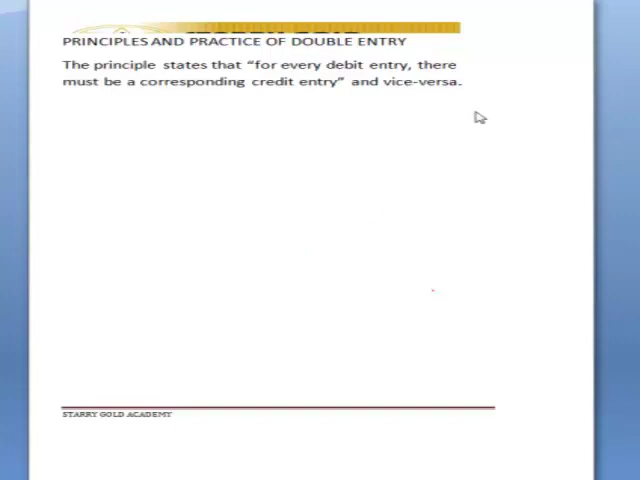 PRINCIPLES AND PRACTICE OF DOUBLE ENTRY
The principle states that “for every debit entry, there
must be a corresponding credit entry” and vice-versa.
STARRY GOLD ACADEMY